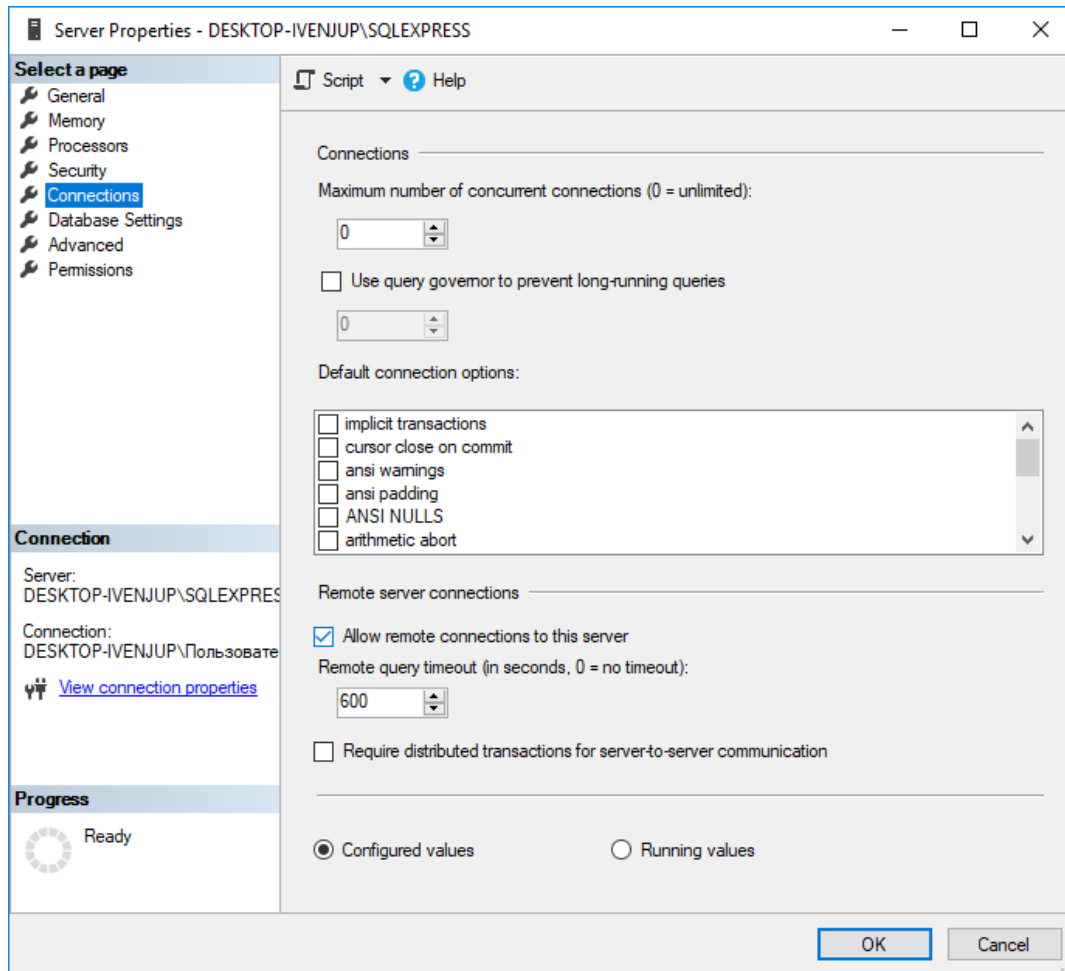 Server Properties - DESKTOP-IVENJUP\SQLEXPRESS
Select a page
General
Memory
Processors
Security
Connections
Database Settings
Advanced
Permissions
Connection
Server:
DESKTOP-IVENJUP\SQLEXPRES
Connection:
DESKTOP-IVENJUP\Пользовате
View connection properties
Progress
Ready
Script
Help
Connections
Maximum number of concurrent connections (0 = unlimited):
0
Use query governor to prevent long-running queries
0
Default connection options:
implicit transactions
cursor close on commit
ansi warnings
ansi padding
ANSI NULLS
arithmetic abort
Remote server connections
Allow remote connections to this server
Remote query timeout (in seconds, 0 = no timeout):
600
Require distributed transactions for server-to-server communication
Configured values
Running values
OK
Cancel